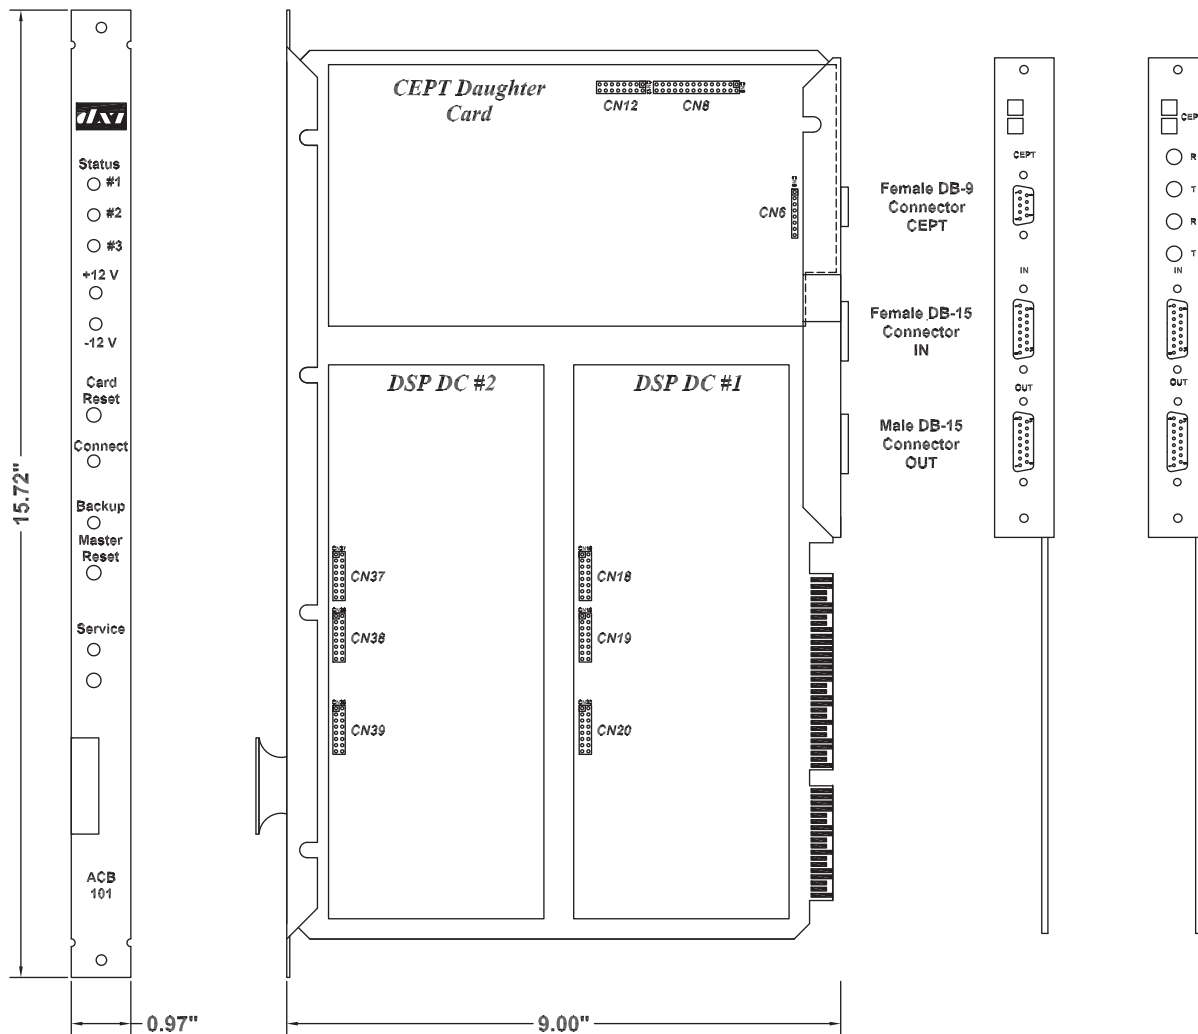 dxi
Status
#1
#2
#3
+12 V
-12 V
Card
Reset
Connect
Backup
Master
Reset
Service
ACB
101
15.72"
0.97"
CEPT Daughter
Card
CN12
CN8
CN6
DSP DC #2
DSP DC #1
CN37
CN38
CN39
CN18
CN19
CN20
9.00"
Female DB-9
Connector
CEPT
Female DB-15
Connector
IN
Male DB-15
Connector
OUT
CEPT
IN
OUT
CEP
R
T
R
T
IN
OUT